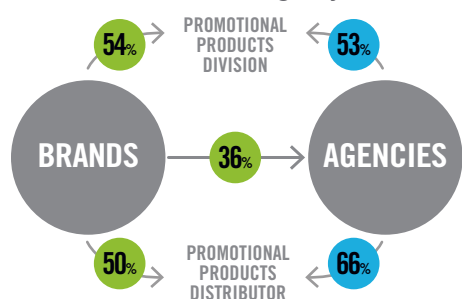 54%
PROMOTIONAL
PRODUCTS
DIVISION
53%
BRANDS
36%
AGENCIES
50%
PROMOTIONAL
PRODUCTS
DISTRIBUTOR
66%